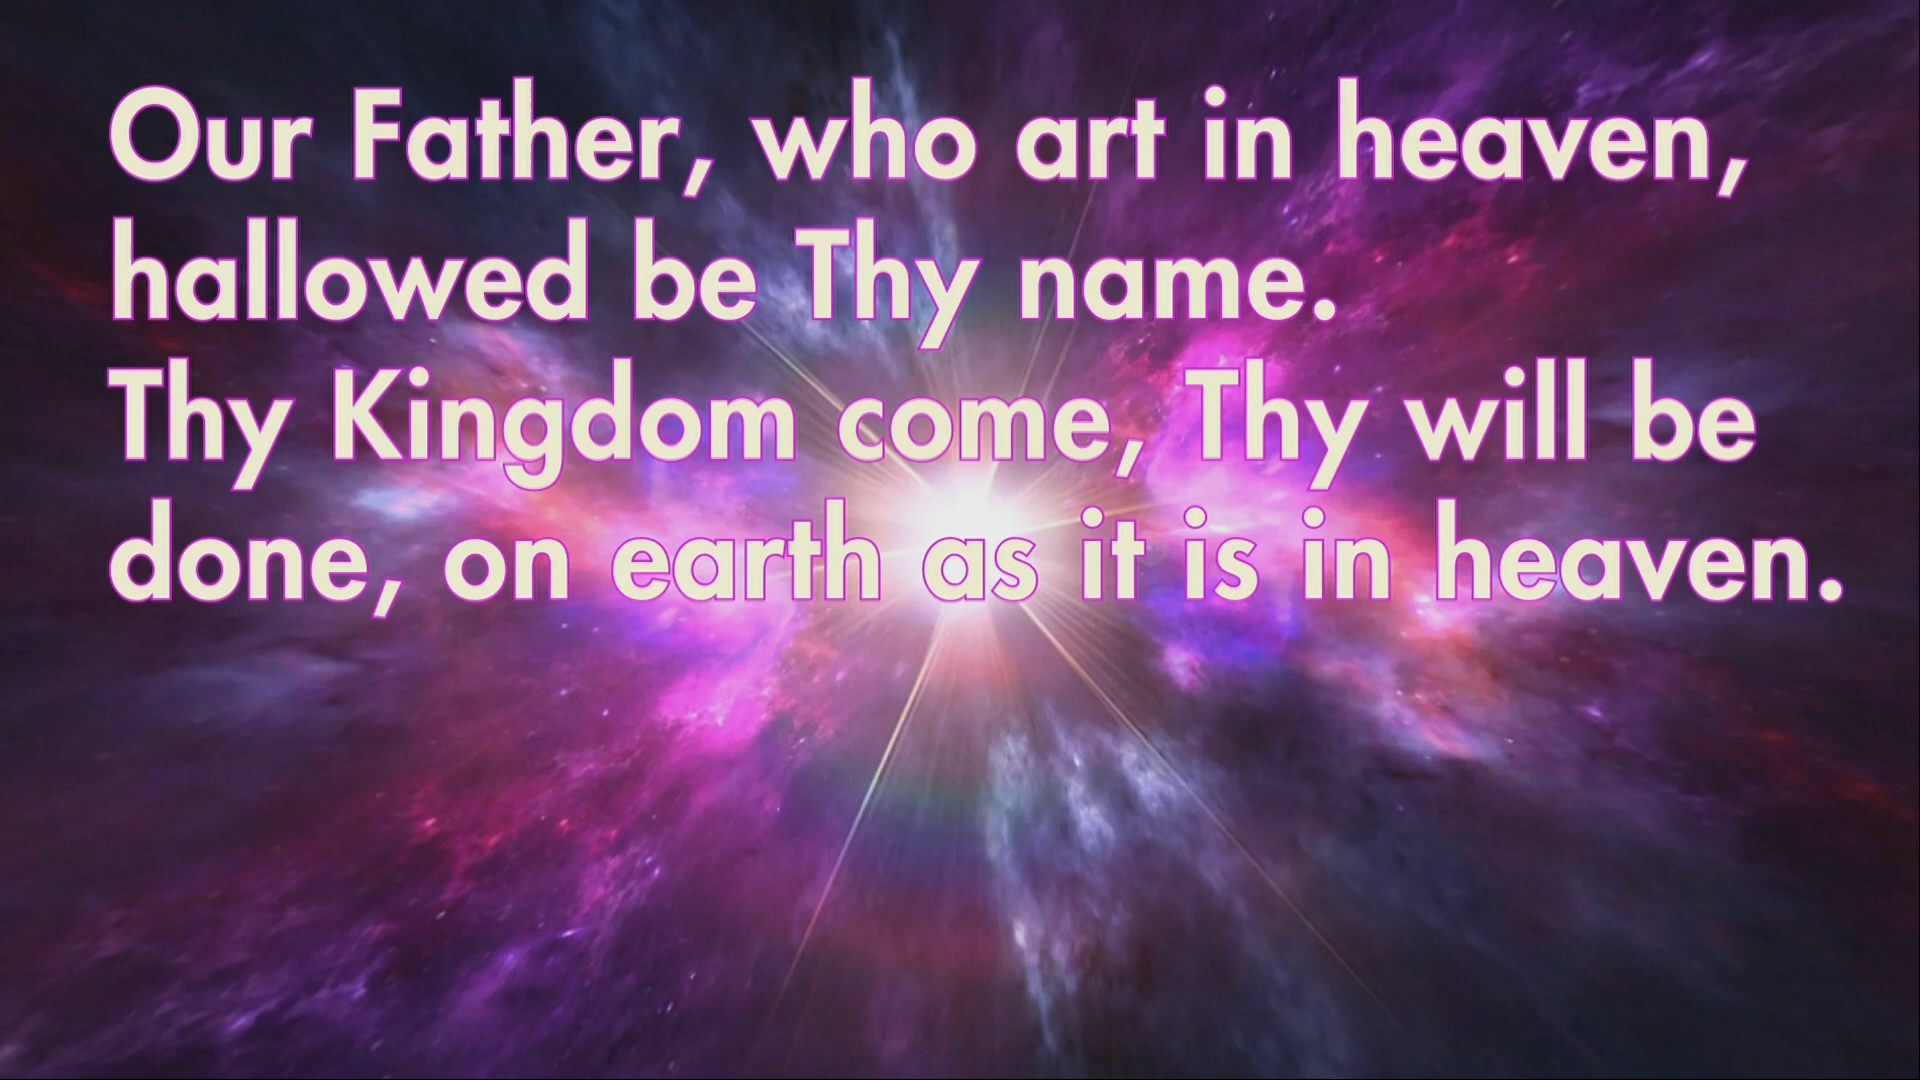 Our Father, who art in heaven,
hallowed be Thy name.
Thy Kingdom come, Thy will be
done, on earth as it is in heaven.